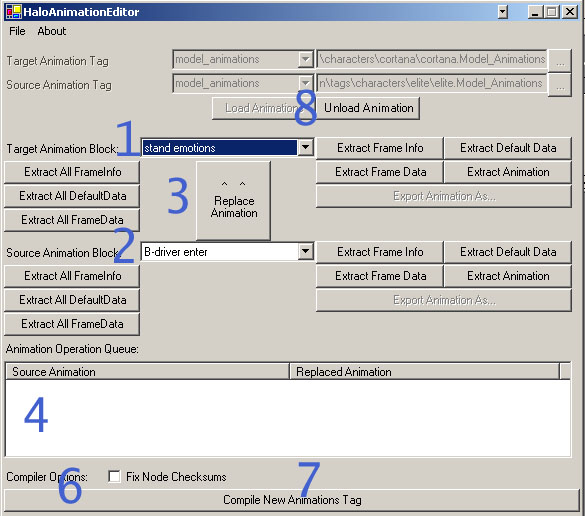 HaloAnimationEditor
File About
Target Animation Tag model_animations \characters\cortana\cortana.Model_Animations ...
Source Animation Tag model_animations n\tags\characters\elite\elite.Model_Animations ...
Load Animations 8 Unload Animation
Target Animation Block: 1 stand emotions Extract Frame Info Extract Default Data
Extract All FrameInfo Extract Frame Data Extract Animation
Extract All DefaultData 3 ^ ^ Export Animation As...
Replace
Animation
Extract All FrameData
Source Animation Block: 2 B-driver enter Extract Frame Info Extract Default Data
Extract All FrameInfo Extract Frame Data Extract Animation
Extract All DefaultData Export Animation As...
Extract All FrameData
Animation Operation Queue:
Source Animation Replaced Animation
4
Compiler Options: 6 Fix Node Checksums 7
Compile New Animations Tag